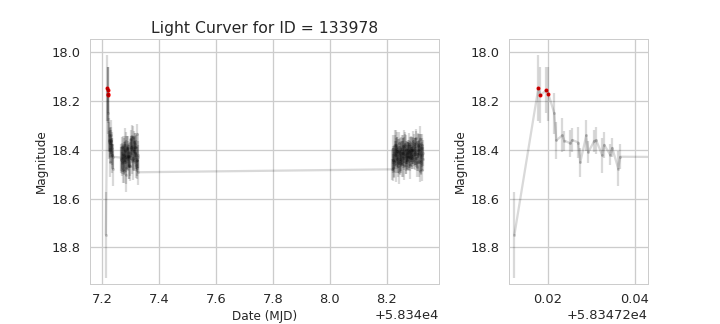 Light Curver for ID = 133978
18.0
18.2
18.4
18.6
18.8
Magnitude
7.2 7.4 7.6 7.8 8.0 8.2
Date (MJD)
+5.834e4
18.0
18.2
18.4
18.6
18.8
Magnitude
0.02 0.04
+5.83472e4